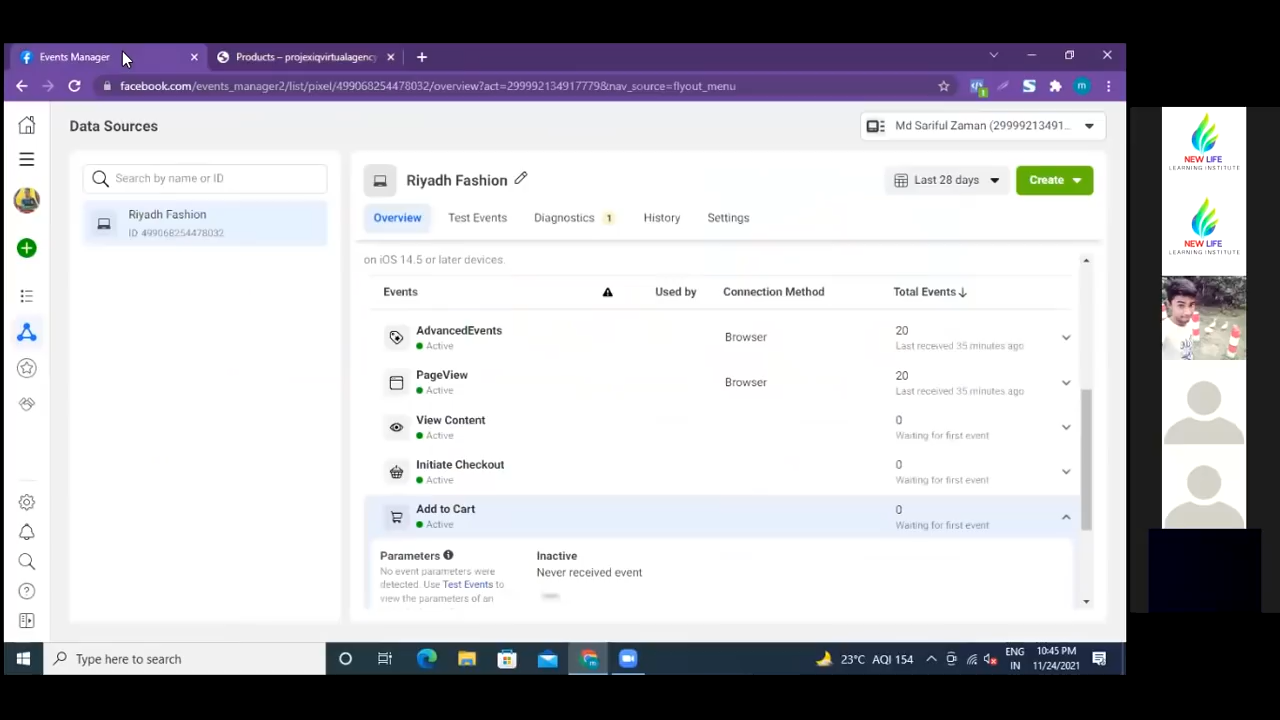 Events Manager
Products – projexiqvirtualagency
facebook.com/events_manager2/list/pixel/499068254478032/overview?act=299992134917779&nav_source=flyout_menu
1
m
Data Sources
Md Sariful Zaman (29999213491...
Search by name or ID
Riyadh Fashion
ID 499068254478032
Riyadh Fashion
Last 28 days
Create
Overview
Test Events
Diagnostics 1
History
Settings
on iOS 14.5 or later devices.
Events
Used by
Connection Method
Total Events
AdvancedEvents
Active
Browser
20
Last received 35 minutes ago
PageView
Active
Browser
20
Last received 35 minutes ago
View Content
Active
0
Waiting for first event
Initiate Checkout
Active
0
Waiting for first event
Add to Cart
Active
0
Waiting for first event
Parameters
No event parameters were
detected. Use Test Events to
view the parameters of an
Inactive
Never received event
Type here to search
23°C AQI 154
ENG
IN
10:45 PM
11/24/2021
NEW LIFE
LEARNING INSTITUTE
NEW LIFE
LEARNING INSTITUTE